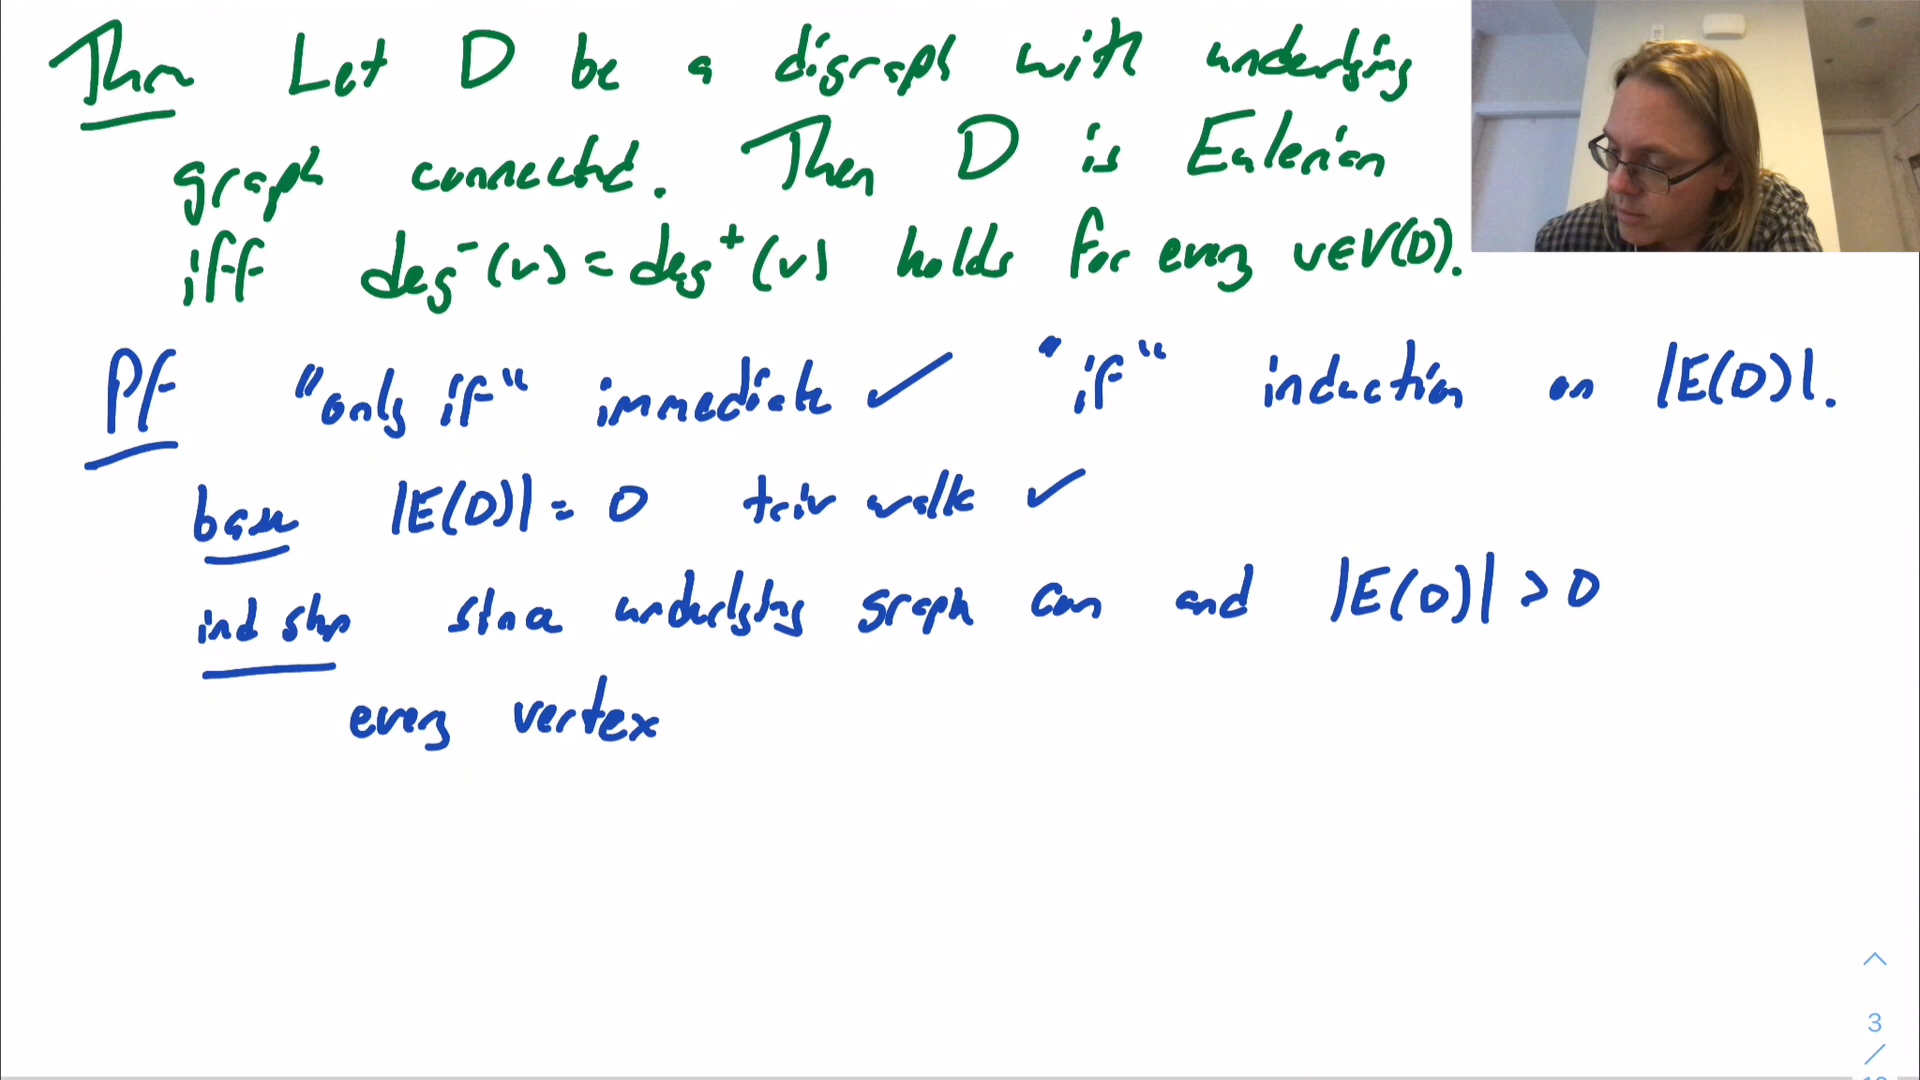 Thm Let D be a digraph with underlying
graph connected. Then D is Eulerian
iff deg⁻(v) = deg⁺(v) holds for every v∈V(D).
Pf "only if" immediate ✓ "if" induction on |E(D)|.
base |E(D)| = 0 triv walk ✓
ind step since underlying graph con and |E(D)| > 0
every vertex
3
/